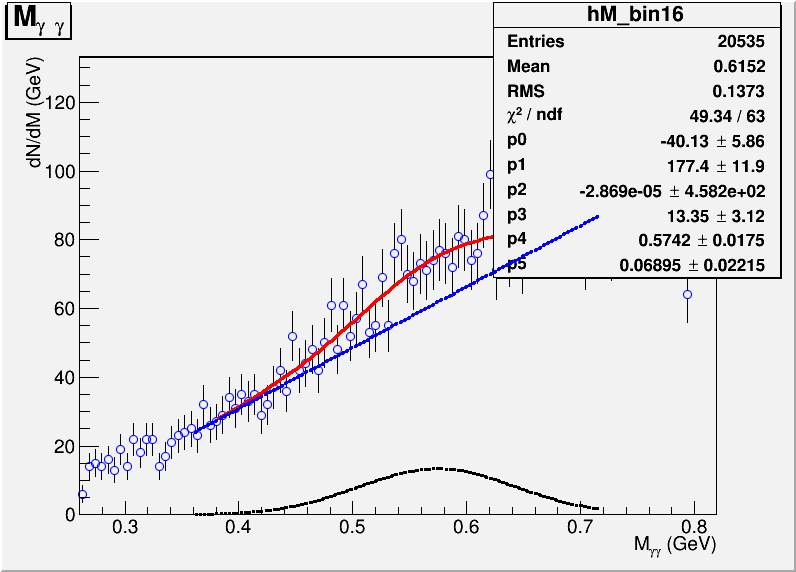 M γ γ
hM_bin16
Entries 20535
Mean 0.6152
RMS 0.1373
χ² / ndf 49.34 / 63
p0 -40.13 ± 5.86
p1 177.4 ± 11.9
p2 -2.869e-05 ± 4.582e+02
p3 13.35 ± 3.12
p4 0.5742 ± 0.0175
p5 0.06895 ± 0.02215
dN/dM (GeV)
120
100
80
60
40
20
0
0.3 0.4 0.5 0.6 0.7 0.8
Mγγ (GeV)